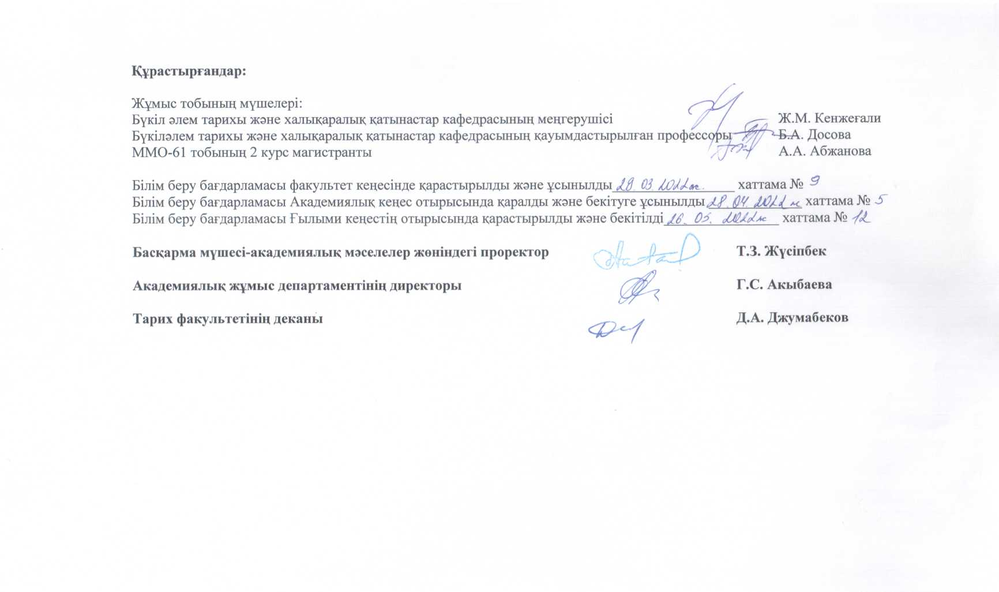 Құрастырғандар:
Жұмыс тобының мүшелері:
Бүкіл әлем тарихы және халықаралық қатынастар кафедрасының меңгерушісі Ж.М. Кенжеғали
Бүкіләлем тарихы және халықаралық қатынастар кафедрасының қауымдастырылған профессоры Б.А. Досова
ММО-61 тобының 2 курс магистранты А.А. Абжанова
Білім беру бағдарламасы факультет кеңесінде қарастырылды және ұсынылды 29.03.2022ж. хаттама № 9
Білім беру бағдарламасы Академиялық кеңес отырысында қаралды және бекітуге ұсынылды 28.04.2022 ж хаттама № 5
Білім беру бағдарламасы Ғылыми кеңестің отырысында қарастырылды және бекітілді 26.05.2022ж хаттама № 12
Басқарма мүшесі-академиялық мәселелер жөніндегі проректор Т.З. Жүсіпбек
Академиялық жұмыс департаментінің директоры Г.С. Акыбаева
Тарих факультетінің деканы Д.А. Джумабеков